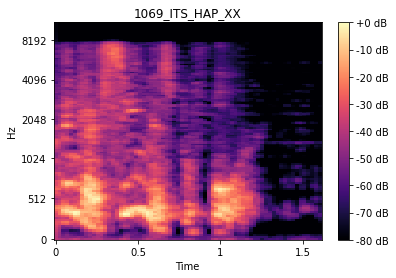 1069_ITS_HAP_XX
+0 dB
8192
-10 dB
4096
-20 dB
-30 dB
2048
Hz
-40 dB
1024
-50 dB
512
-60 dB
-70 dB
0
-80 dB
0
0.5
1
1.5
Time